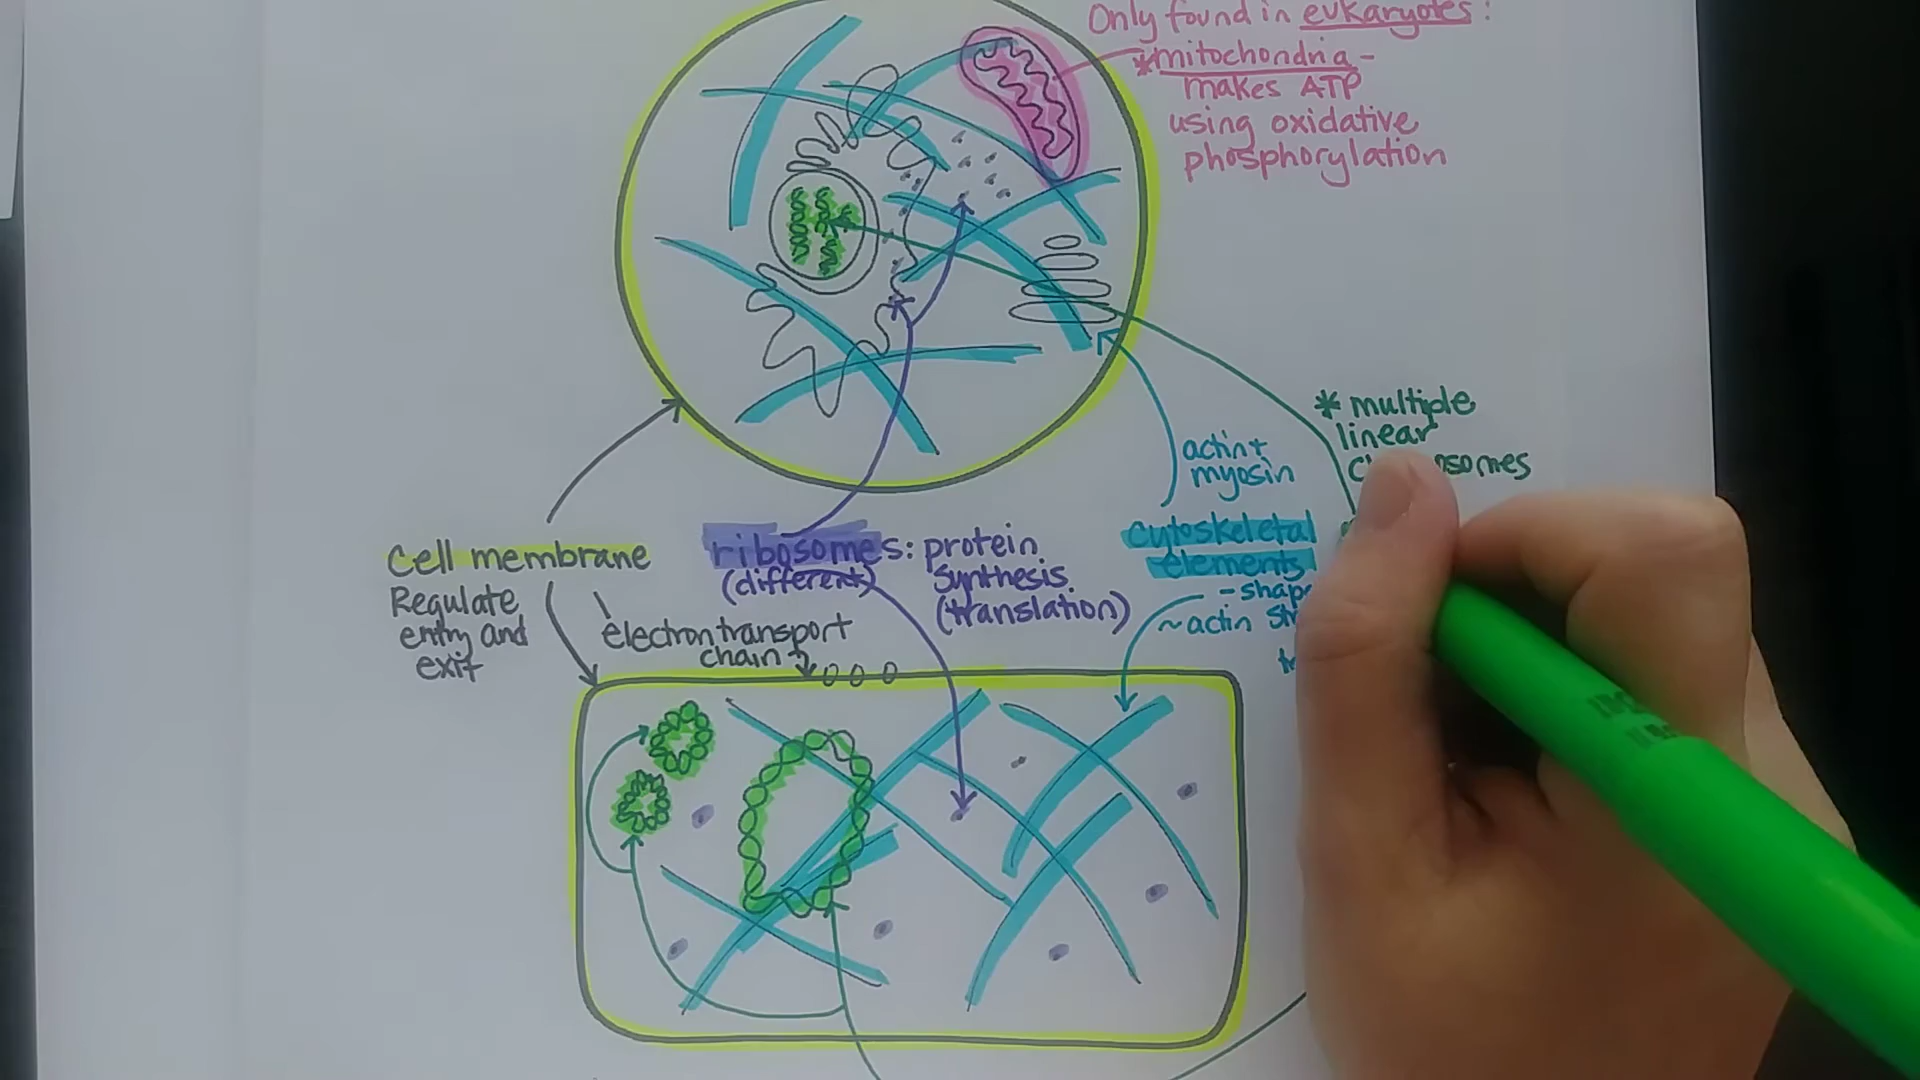 Only found in eukaryotes:
*mitochondria -
makes ATP
using oxidative
phosphorylation
* multiple
linear
actin +
myosin
Cell membrane
Regulate
entry and
exit
electron transport
chain
ribosomes: protein
(different) synthesis
(translation)
cytoskeletal
elements
~ actin